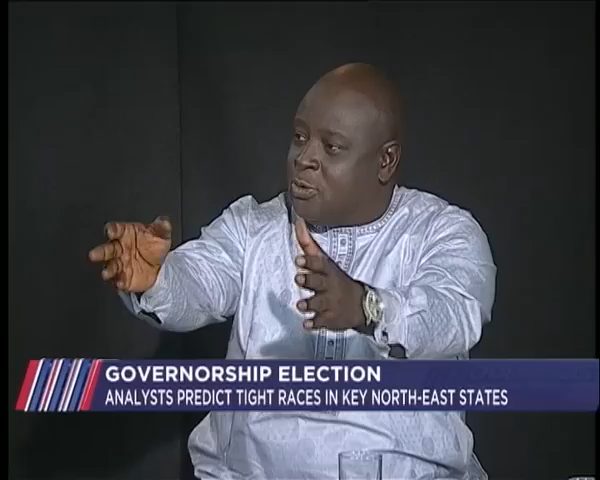 GOVERNORSHIP ELECTION
ANALYSTS PREDICT TIGHT RACES IN KEY NORTH-EAST STATES